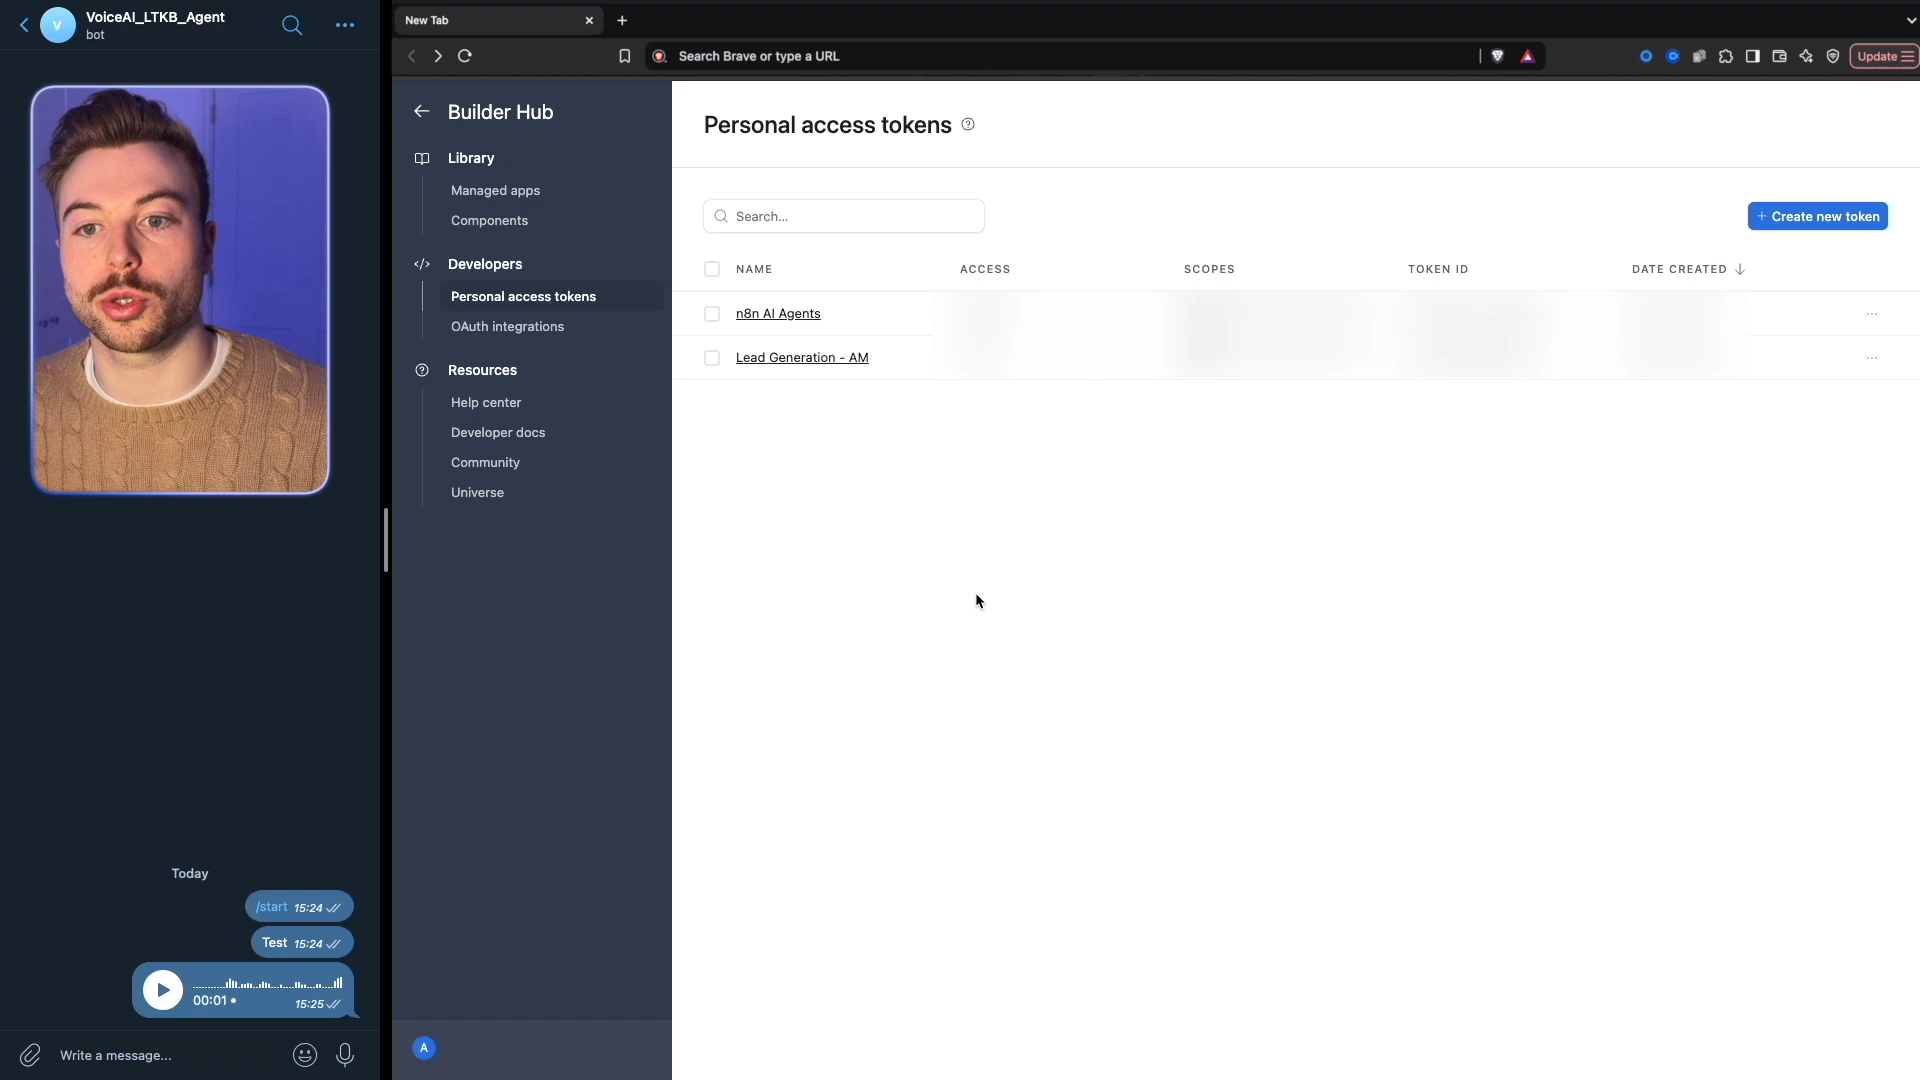 VoiceAI_LTKB_Agent
bot
V
Today
/start 15:24
Test 15:24
00:01
15:25
Write a message...
New Tab
Search Brave or type a URL
Update
Builder Hub
Library
Managed apps
Components
Developers
Personal access tokens
OAuth integrations
Resources
Help center
Developer docs
Community
Universe
A
Personal access tokens
Search...
+ Create new token
NAME ACCESS SCOPES TOKEN ID DATE CREATED
n8n AI Agents
Lead Generation - AM